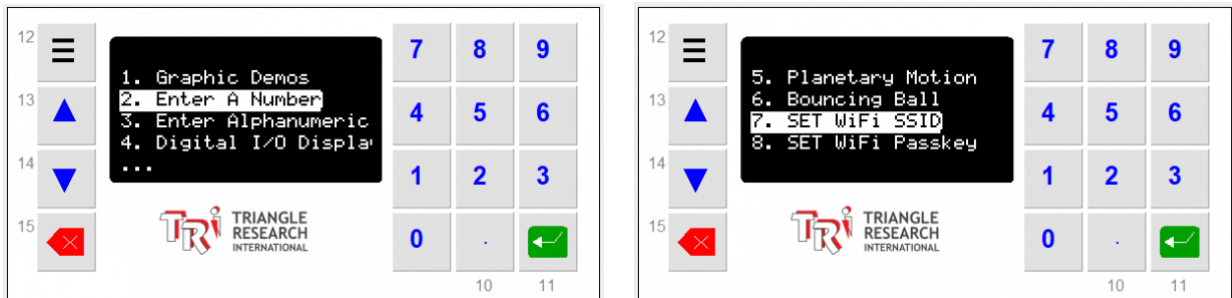 12
☰
1. Graphic Demos
2. Enter A Number
3. Enter Alphanumeric
4. Digital I/O Displa
...
13
14
15
7 8 9
4 5 6
1 2 3
0 .
10 11
TRi TRIANGLE
RESEARCH
INTERNATIONAL
12
☰
5. Planetary Motion
6. Bouncing Ball
7. SET WiFi SSID
8. SET WiFi Passkey
13
14
15
7 8 9
4 5 6
1 2 3
0 .
10 11
TRi TRIANGLE
RESEARCH
INTERNATIONAL